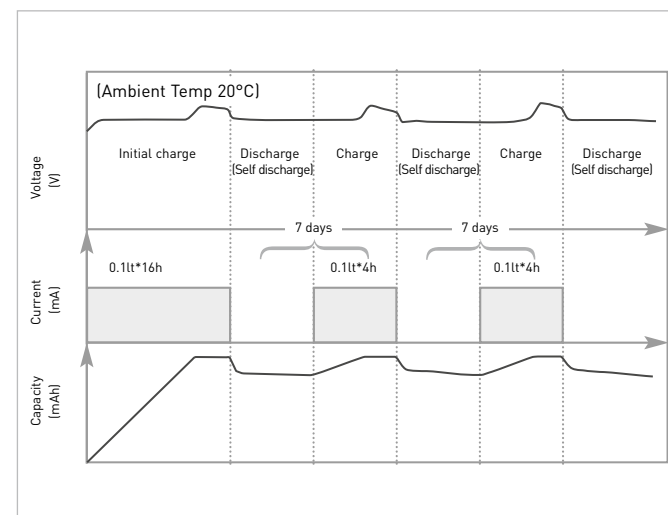 (Ambient Temp 20°C)
Voltage
(V)
Initial charge
Discharge
(Self discharge)
Charge
Discharge
(Self discharge)
Charge
Discharge
(Self discharge)
7 days
7 days
Current
(mA)
0.1lt*16h
0.1lt*4h
0.1lt*4h
Capacity
(mAh)